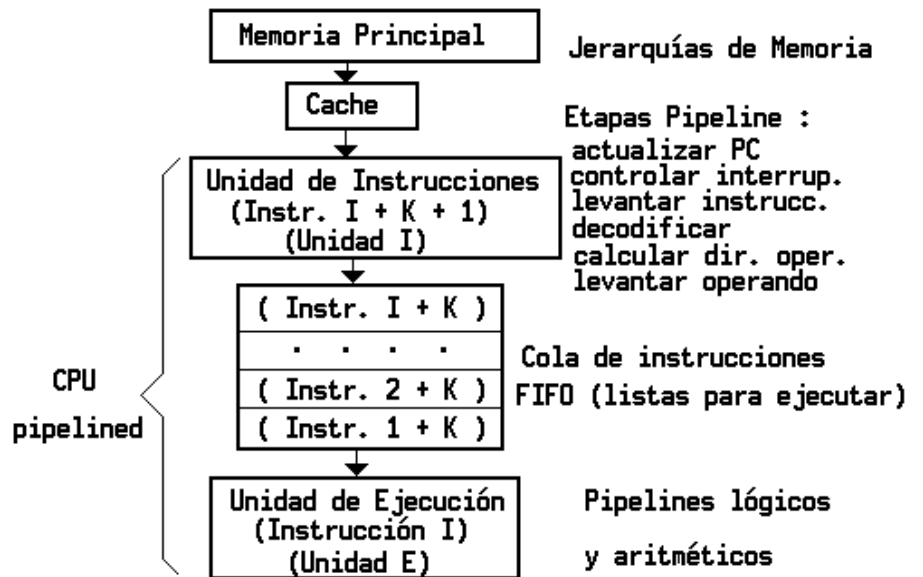 Memoria Principal
Jerarquías de Memoria
Cache
Etapas Pipeline :
actualizar PC
controlar interrup.
levantar instrucc.
decodificar
calcular dir. oper.
levantar operando
Unidad de Instrucciones
(Instr. I + K + 1)
(Unidad I)
( Instr. I + K )
. . . .
( Instr. 2 + K )
( Instr. 1 + K )
Cola de instrucciones
FIFO (listas para ejecutar)
CPU
pipelined
Unidad de Ejecución
(Instrucción I)
(Unidad E)
Pipelines lógicos
y aritméticos